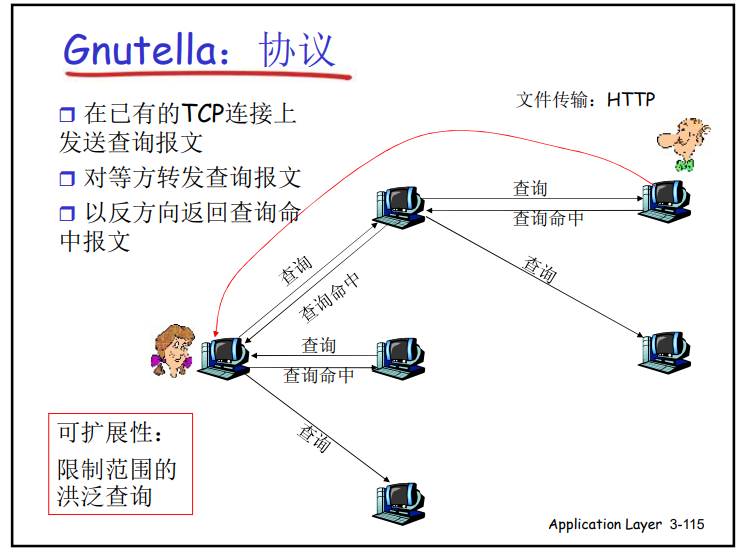 Gnutella：协议
❒ 在已有的TCP连接上
发送查询报文
❒ 对等方转发查询报文
❒ 以反方向返回查询命
中报文
文件传输：HTTP
查询
查询命中
查询
查询
查询命中
查询
查询命中
查询
可扩展性：
限制范围的
洪泛查询
Application Layer 3-115